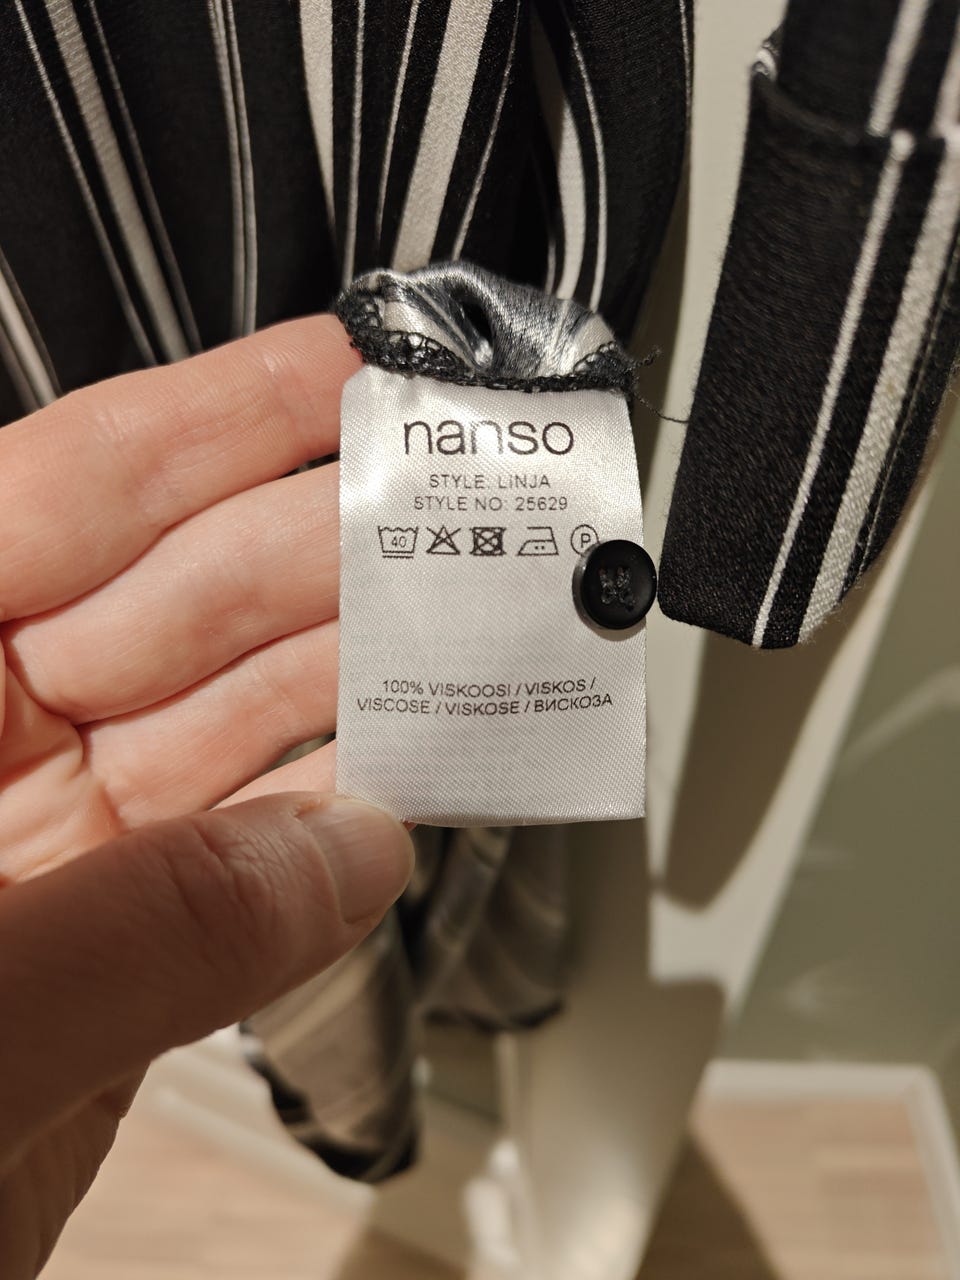 nanso
STYLE: LINJA
STYLE NO: 25629
40 P
100% VISKOOSI / VISKOS /
VISCOSE / VISKOSE / ВИСКОЗА